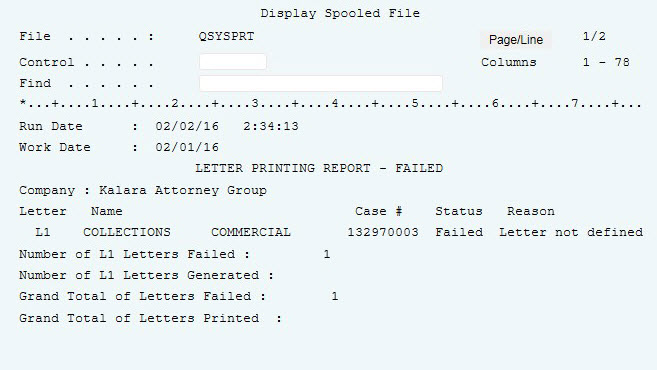 Display Spooled File
File . . . . . : QSYSPRT Page/Line 1/2
Control . . . . . Columns 1 - 78
Find . . . . . .
*...+....1....+....2....+....3....+....4....+....5....+....6....+....7....+...
Run Date : 02/02/16 2:34:13
Work Date : 02/01/16
LETTER PRINTING REPORT - FAILED
Company : Kalara Attorney Group
Letter Name Case # Status Reason
L1 COLLECTIONS COMMERCIAL 132970003 Failed Letter not defined
Number of L1 Letters Failed : 1
Number of L1 Letters Generated :
Grand Total of Letters Failed : 1
Grand Total of Letters Printed :